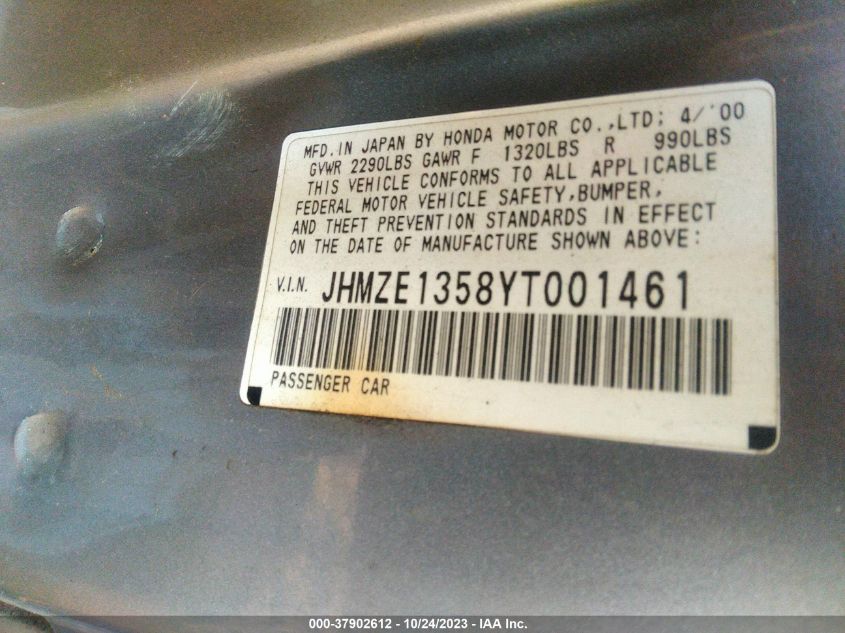 MFD. IN JAPAN BY HONDA MOTOR CO.,LTD; 4/'00
GVWR 2290LBS GAWR F 1320LBS R 990LBS
THIS VEHICLE CONFORMS TO ALL APPLICABLE
FEDERAL MOTOR VEHICLE SAFETY,BUMPER,
AND THEFT PREVENTION STANDARDS IN EFFECT
ON THE DATE OF MANUFACTURE SHOWN ABOVE:
V.I.N. JHMZE1358YT001461
PASSENGER CAR
000-37902612 - 10/24/2023 - IAA Inc.